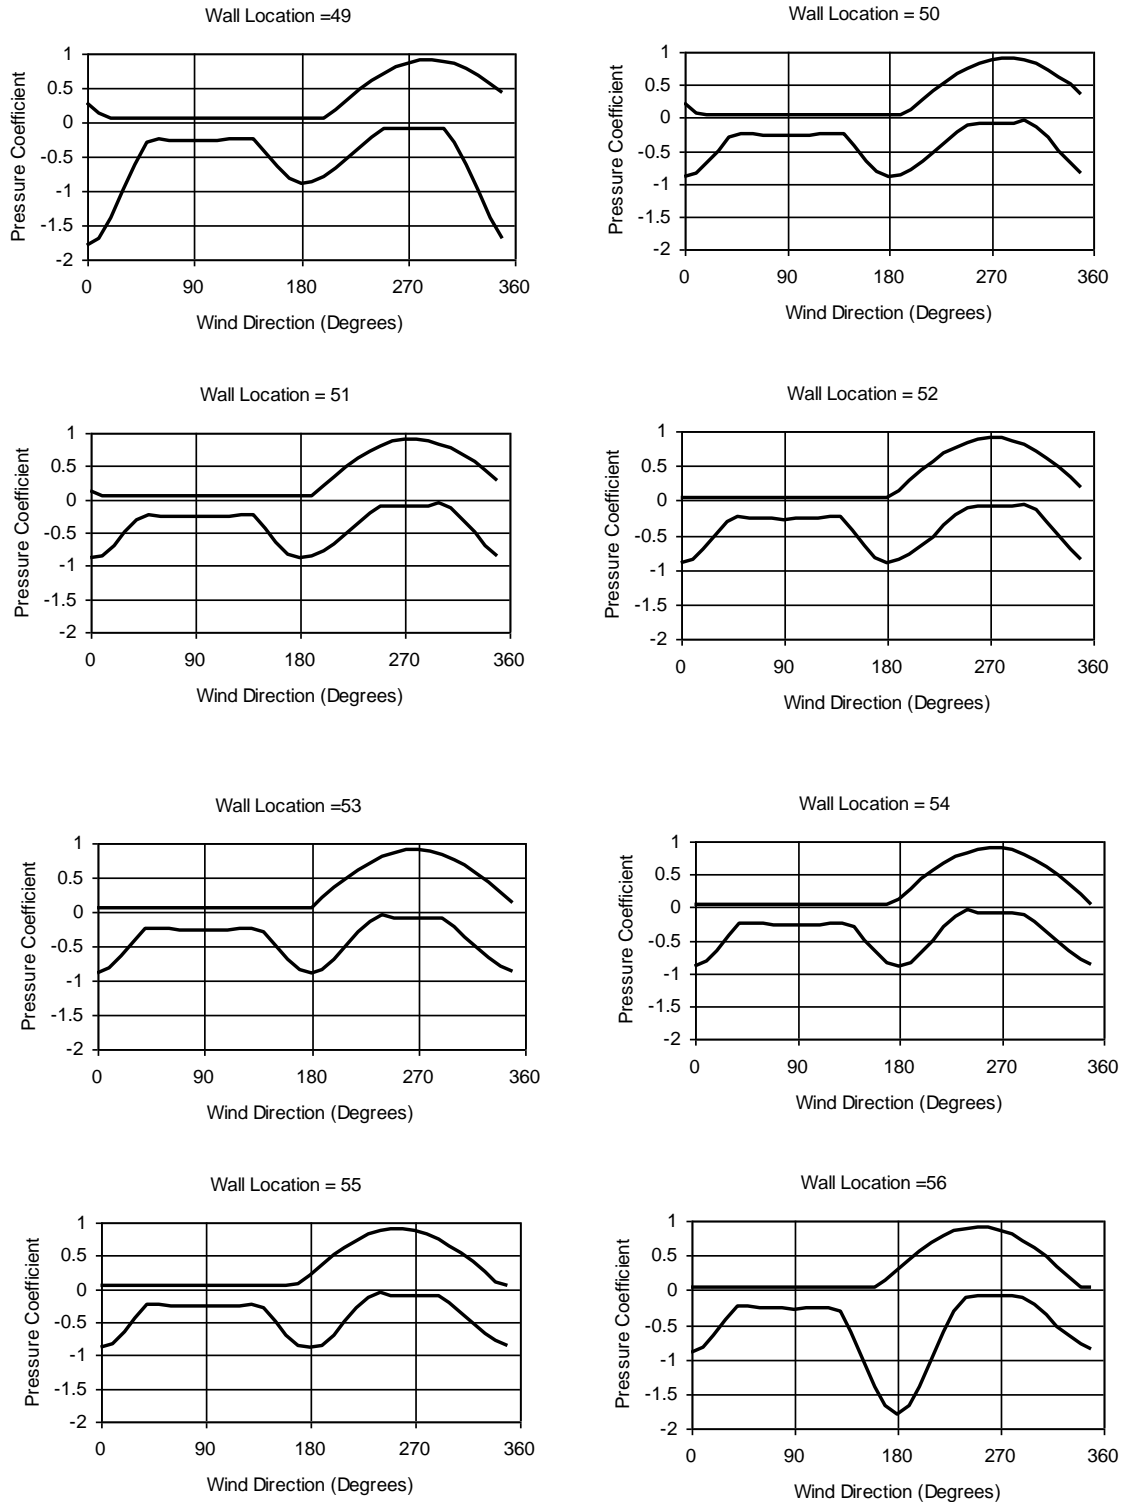 Wall Location =49
Pressure Coefficient
1
0.5
0
-0.5
-1
-1.5
-2
0 90 180 270 360
Wind Direction (Degrees)
Wall Location = 50
Pressure Coefficient
1
0.5
0
-0.5
-1
-1.5
-2
0 90 180 270 360
Wind Direction (Degrees)
Wall Location = 51
Pressure Coefficient
1
0.5
0
-0.5
-1
-1.5
-2
0 90 180 270 360
Wind Direction (Degrees)
Wall Location = 52
Pressure Coefficient
1
0.5
0
-0.5
-1
-1.5
-2
0 90 180 270 360
Wind Direction (Degrees)
Wall Location =53
Pressure Coefficient
1
0.5
0
-0.5
-1
-1.5
-2
0 90 180 270 360
Wind Direction (Degrees)
Wall Location = 54
Pressure Coefficient
1
0.5
0
-0.5
-1
-1.5
-2
0 90 180 270 360
Wind Direction (Degrees)
Wall Location = 55
Pressure Coefficient
1
0.5
0
-0.5
-1
-1.5
-2
0 90 180 270 360
Wind Direction (Degrees)
Wall Location =56
Pressure Coefficient
1
0.5
0
-0.5
-1
-1.5
-2
0 90 180 270 360
Wind Direction (Degrees)